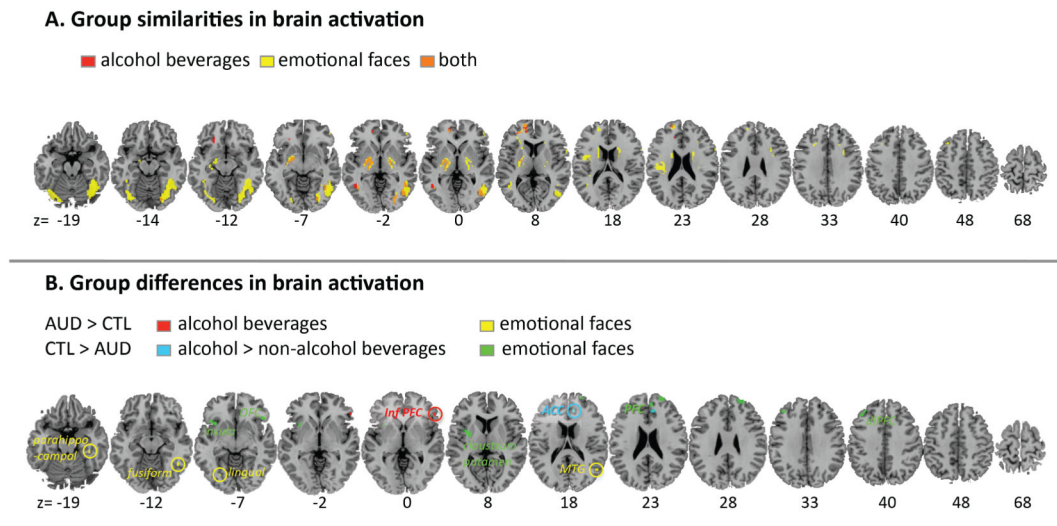 A. Group similarities in brain activation
alcohol beverages emotional faces both
z= -19 -14 -12 -7 -2 0 8 18 23 28 33 40 48 68
B. Group differences in brain activation
AUD > CTL alcohol beverages emotional faces
CTL > AUD alcohol > non-alcohol beverages emotional faces
Inf PFC ACC PFC
parahippo
-campal fusiform lingual MTG
z= -19 -12 -7 -2 0 8 18 23 28 33 40 48 68